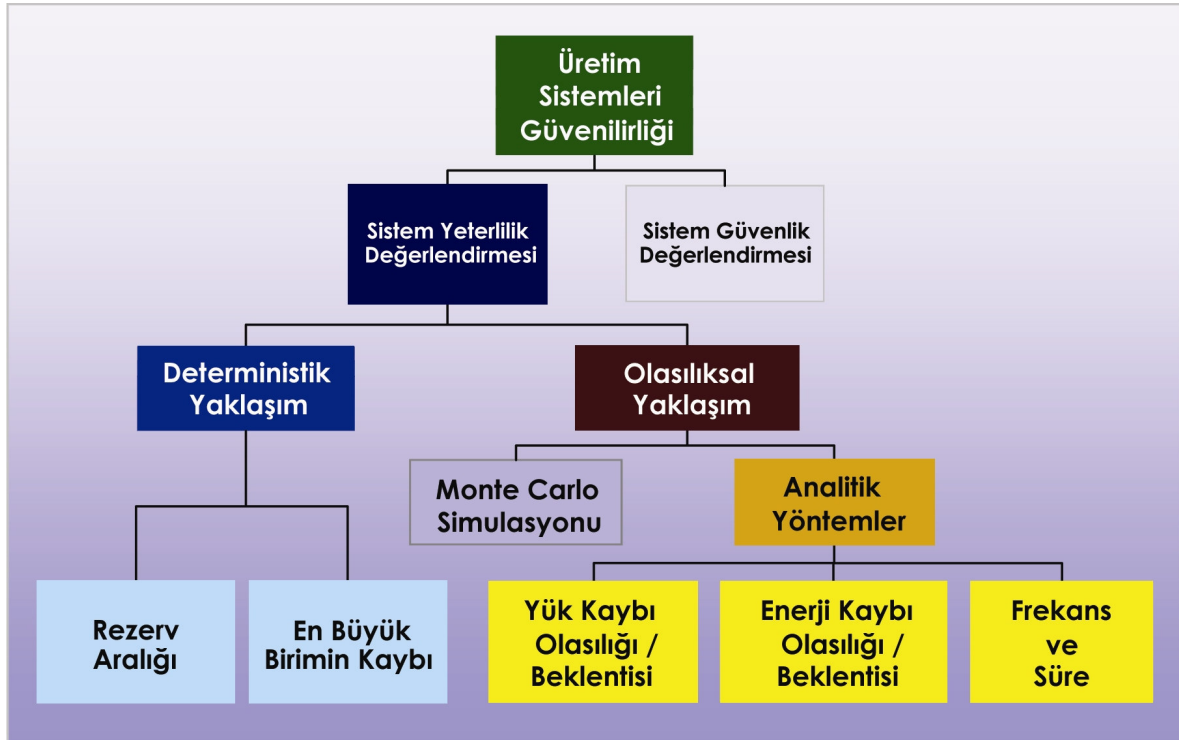 Üretim
Sistemleri
Güvenilirliği
Sistem Yeterlilik
Değerlendirmesi
Sistem Güvenlik
Değerlendirmesi
Deterministik
Yaklaşım
Olasılıksal
Yaklaşım
Monte Carlo
Simulasyonu
Analitik
Yöntemler
Rezerv
Aralığı
En Büyük
Birimin Kaybı
Yük Kaybı
Olasılığı /
Beklentisi
Enerji Kaybı
Olasılığı /
Beklentisi
Frekans
ve
Süre